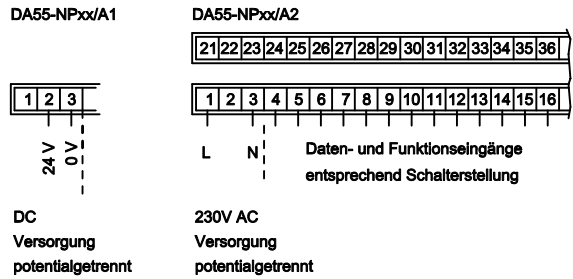 DA55-NPxx/A1 DA55-NPxx/A2
21 22 23 24 25 26 27 28 29 30 31 32 33 34 35 36
1 2 3 1 2 3 4 5 6 7 8 9 10 11 12 13 14 15 16
24 V 0 V L N Daten- und Funktionseingänge
entsprechend Schalterstellung
DC 230V AC
Versorgung Versorgung
potentialgetrennt potentialgetrennt